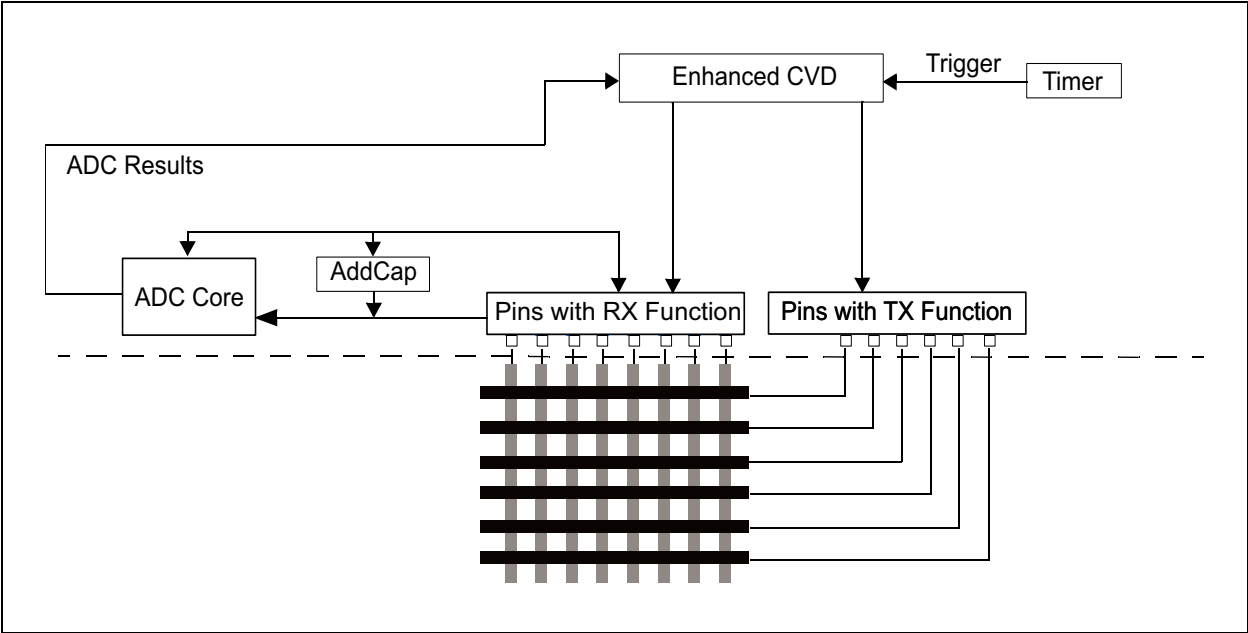 Enhanced CVD
Trigger
Timer
ADC Results
ADC Core
AddCap
Pins with RX Function
Pins with TX Function